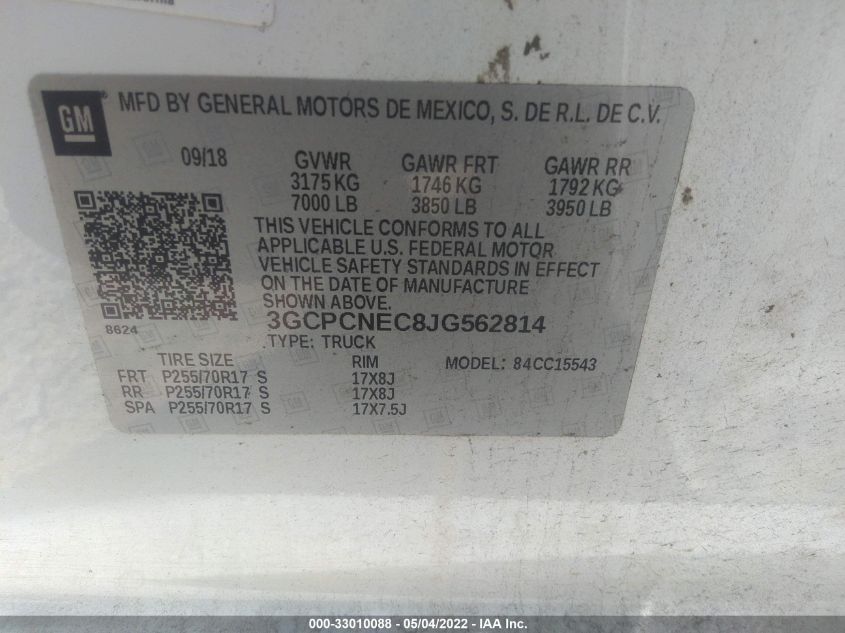 GM
MFD BY GENERAL MOTORS DE MEXICO, S. DE R.L. DE C.V.
09/18 GVWR GAWR FRT GAWR RR
3175 KG 1746 KG 1792 KG
7000 LB 3850 LB 3950 LB
THIS VEHICLE CONFORMS TO ALL
APPLICABLE U.S. FEDERAL MOTOR
VEHICLE SAFETY STANDARDS IN EFFECT
ON THE DATE OF MANUFACTURE
SHOWN ABOVE.
8624
3GCPCNEC8JG562814
TYPE: TRUCK
TIRE SIZE RIM MODEL: 84CC15543
FRT P255/70R17 S 17X8J
RR P255/70R17 S 17X8J
SPA P255/70R17 S 17X7.5J
000-33010088 - 05/04/2022 - IAA Inc.